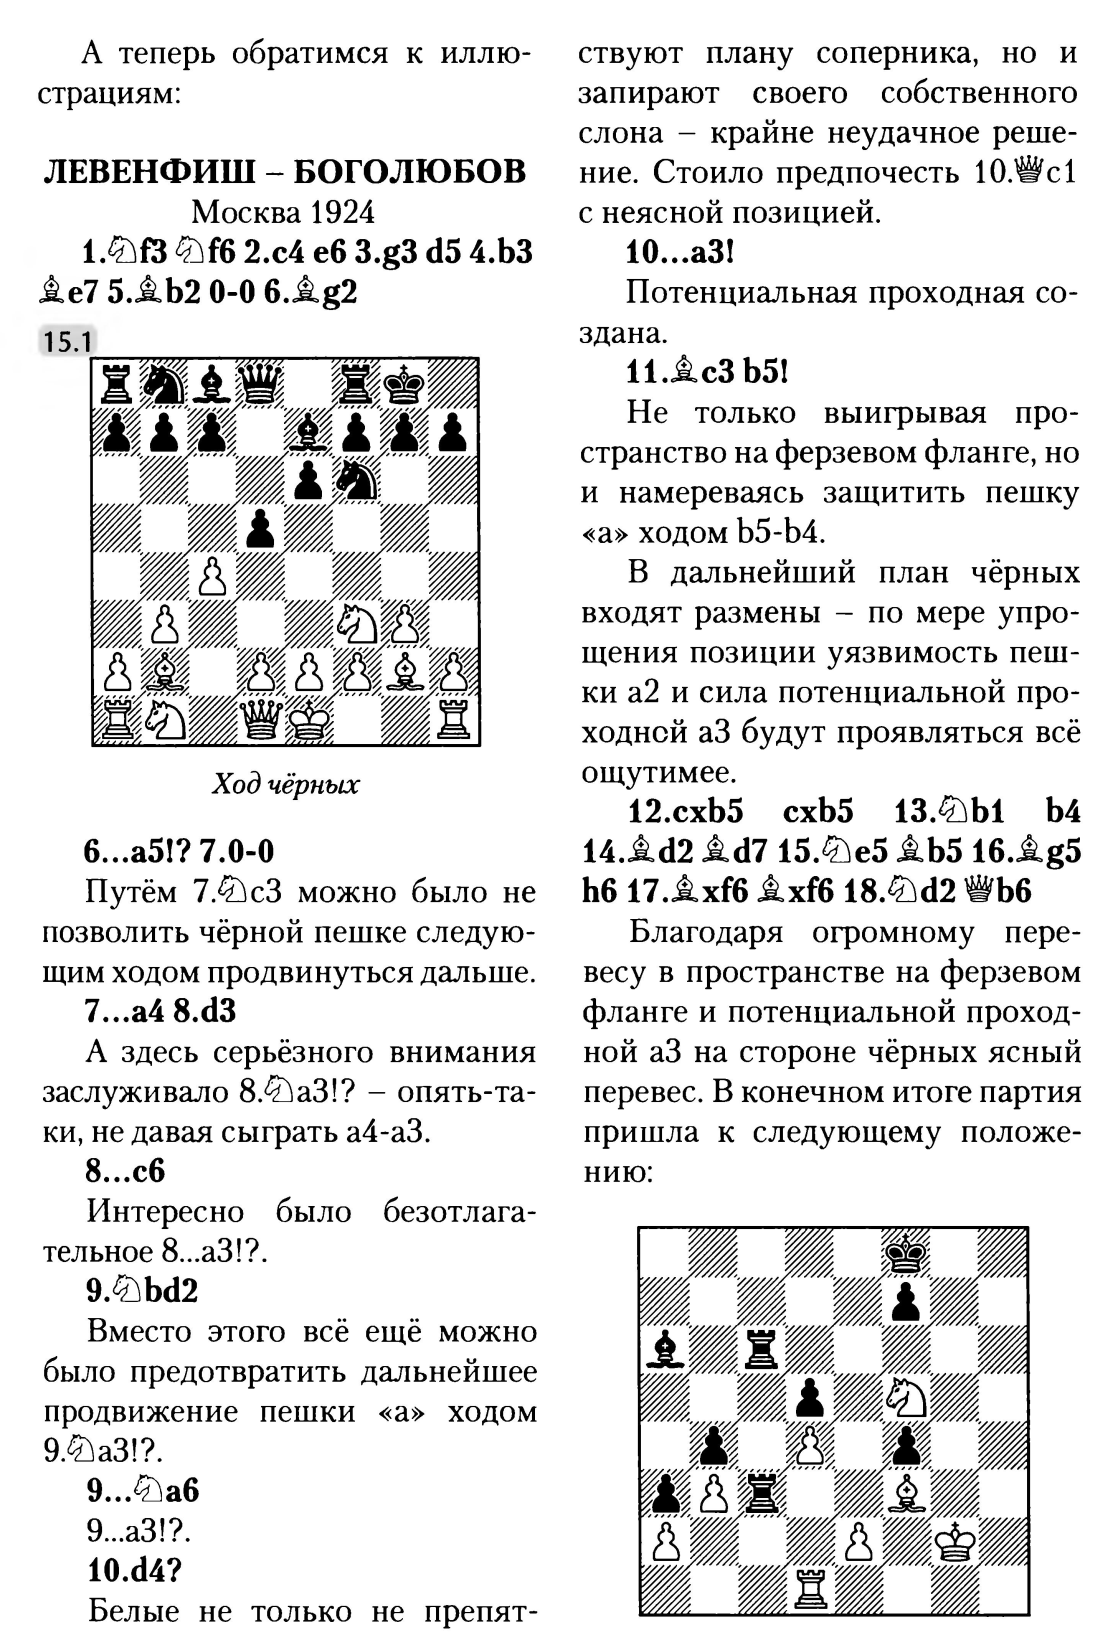 А теперь обратимся к иллю-
страциям:
ЛЕВЕНФИШ – БОГОЛЮБОВ
Москва 1924
1.♘f3 ♘f6 2.c4 e6 3.g3 d5 4.b3
♗e7 5.♗b2 0-0 6.♗g2
15.1
Ход чёрных
6...a5!? 7.0-0
Путём 7.♘c3 можно было не
позволить чёрной пешке следую-
щим ходом продвинуться дальше.
7...a4 8.d3
А здесь серьёзного внимания
заслуживало 8.♘a3!? – опять-та-
ки, не давая сыграть a4-a3.
8...c6
Интересно было безотлага-
тельное 8...a3!?.
9.♘bd2
Вместо этого всё ещё можно
было предотвратить дальнейшее
продвижение пешки «a» ходом
9.♘a3!?.
9...♘a6
9...a3!?.
10.d4?
Белые не только не препят-
ствуют плану соперника, но и
запирают своего собственного
слона – крайне неудачное реше-
ние. Стоило предпочесть 10.♕c1
с неясной позицией.
10...a3!
Потенциальная проходная со-
здана.
11.♗c3 b5!
Не только выигрывая про-
странство на ферзевом фланге, но
и намереваясь защитить пешку
«a» ходом b5-b4.
В дальнейший план чёрных
входят размены – по мере упро-
щения позиции уязвимость пеш-
ки a2 и сила потенциальной про-
ходной a3 будут проявляться всё
ощутимее.
12.cxb5 cxb5 13.♘b1 b4
14.♗d2 ♗d7 15.♘e5 ♗b5 16.♗g5
h6 17.♗xf6 ♗xf6 18.♘d2 ♕b6
Благодаря огромному пере-
весу в пространстве на ферзевом
фланге и потенциальной проход-
ной a3 на стороне чёрных ясный
перевес. В конечном итоге партия
пришла к следующему положе-
нию: